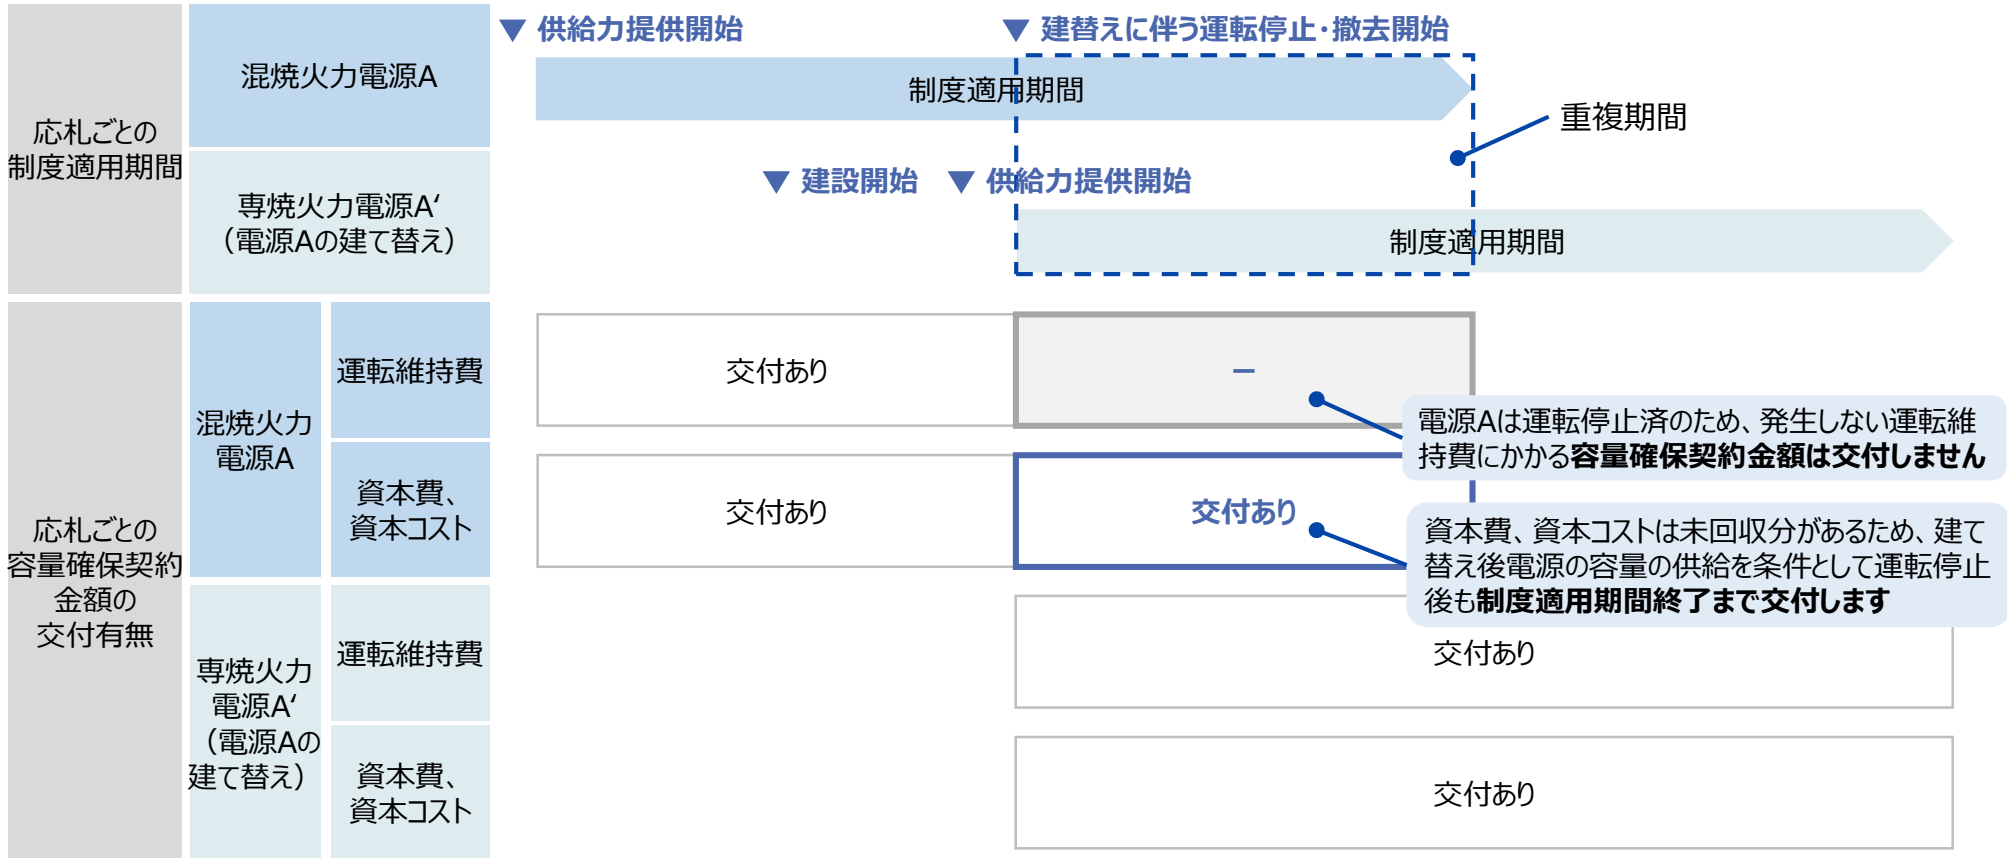 応札ごとの
制度適用期間
混焼火力電源A
▼ 供給力提供開始
▼ 建替えに伴う運転停止・撤去開始
制度適用期間
重複期間
専焼火力電源A‘
（電源Aの建て替え）
▼ 建設開始
▼ 供給力提供開始
制度適用期間
応札ごとの
容量確保契約
金額の
交付有無
混焼火力
電源A
運転維持費
交付あり
－
電源Aは運転停止済のため、発生しない運転維
持費にかかる容量確保契約金額は交付しません
資本費、
資本コスト
交付あり
交付あり
資本費、資本コストは未回収分があるため、建て
替え後電源の容量の供給を条件として運転停止
後も制度適用期間終了まで交付します
専焼火力
電源A‘
（電源Aの
建て替え）
運転維持費
交付あり
資本費、
資本コスト
交付あり